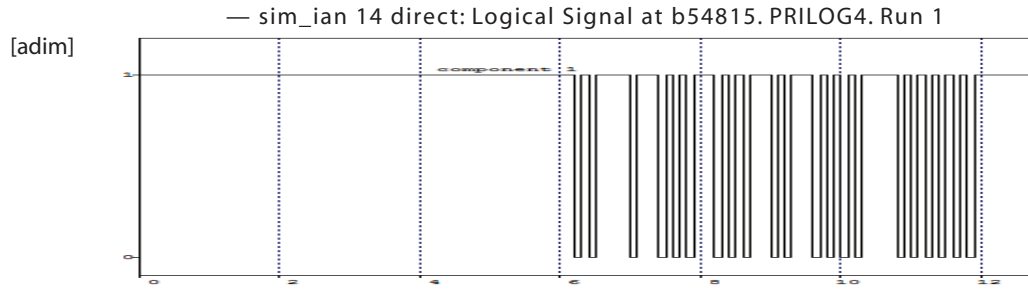 — sim_ian 14 direct: Logical Signal at b54815. PRILOG4. Run 1
[adim]
component 1
1
0
0 2 4 6 8 10 12